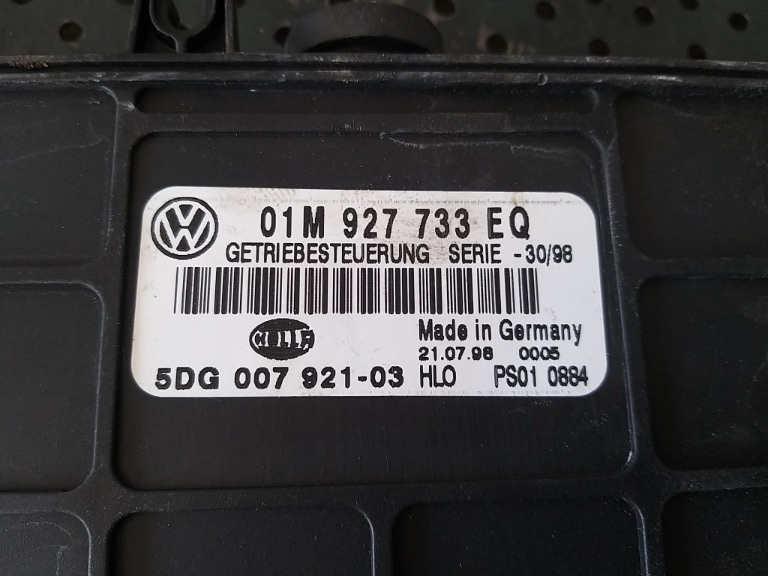 01M 927 733 EQ
GETRIEBESTEUERUNG SERIE - 30/98
HELLA
Made in Germany
21.07.98 0005
5DG 007 921-03 HLO PS01 0884